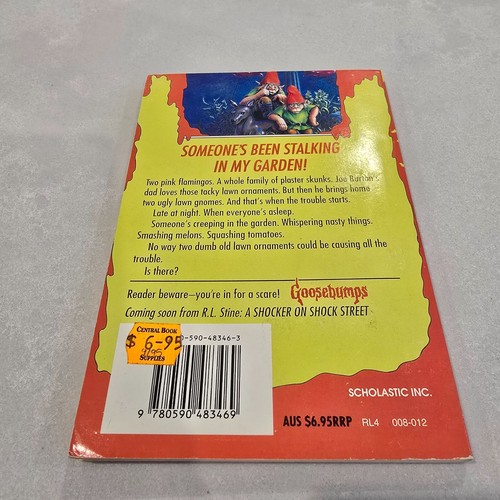 SOMEONE'S BEEN STALKING
IN MY GARDEN!
Two pink flamingos. A whole family of plaster skunks. Joe Burton's
dad loves those tacky lawn ornaments. But then he brings home
two ugly lawn gnomes. And that's when the trouble starts.
Late at night. When everyone's asleep.
Someone's creeping in the garden. Whispering nasty things.
Smashing melons. Squashing tomatoes.
No way two dumb old lawn ornaments could be causing all the
trouble.
Is there?
Reader beware—you're in for a scare! Goosebumps
Coming soon from R.L. Stine: A SHOCKER ON SHOCK STREET
CENTRAL BOOK
$ 6-95
SUPPLIES
0-590-48346-3
9 780590 483469
SCHOLASTIC INC.
AUS $6.95RRP RL4 008-012